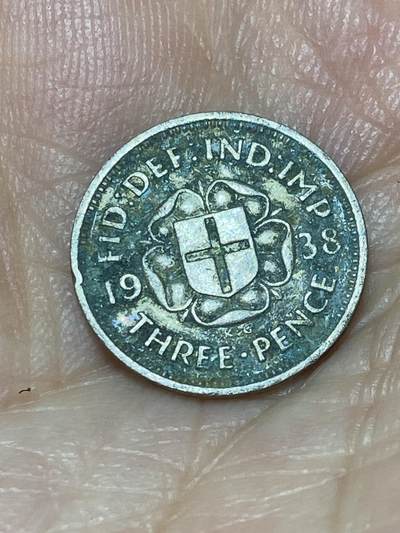 FID·DEF·IND·IMP
19 38
K·G
THREE·PENCE